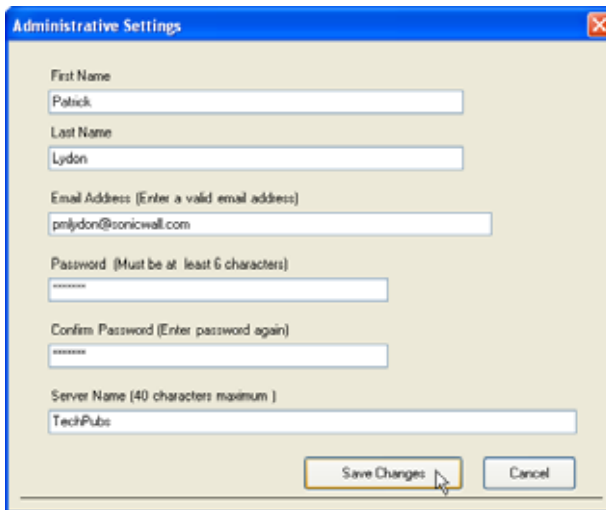 Administrative Settings
First Name
Patrick
Last Name
Lydon
Email Address (Enter a valid email address)
pmlydon@sonicwall.com
Password (Must be at least 6 characters)
*******
Confirm Password (Enter password again)
*******
Server Name (40 characters maximum )
TechPubs
Save Changes Cancel